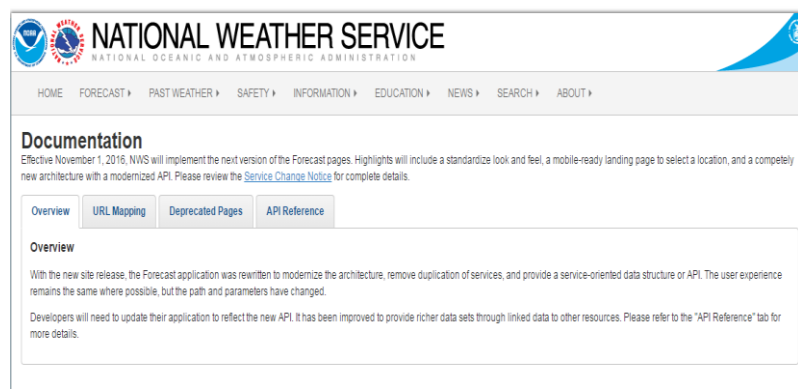 NATIONAL WEATHER SERVICE
NATIONAL OCEANIC AND ATMOSPHERIC ADMINISTRATION
HOME FORECAST PAST WEATHER SAFETY INFORMATION EDUCATION NEWS SEARCH ABOUT
Documentation
Effective November 1, 2016, NWS will implement the next version of the Forecast pages. Highlights will include a standardize look and feel, a mobile-ready landing page to select a location, and a competely
new architecture with a modernized API. Please review the Service Change Notice for complete details.
Overview URL Mapping Deprecated Pages API Reference
Overview
With the new site release, the Forecast application was rewritten to modernize the architecture, remove duplication of services, and provide a service-oriented data structure or API. The user experience
remains the same where possible, but the path and parameters have changed.
Developers will need to update their application to reflect the new API. It has been improved to provide richer data sets through linked data to other resources. Please refer to the "API Reference" tab for
more details.